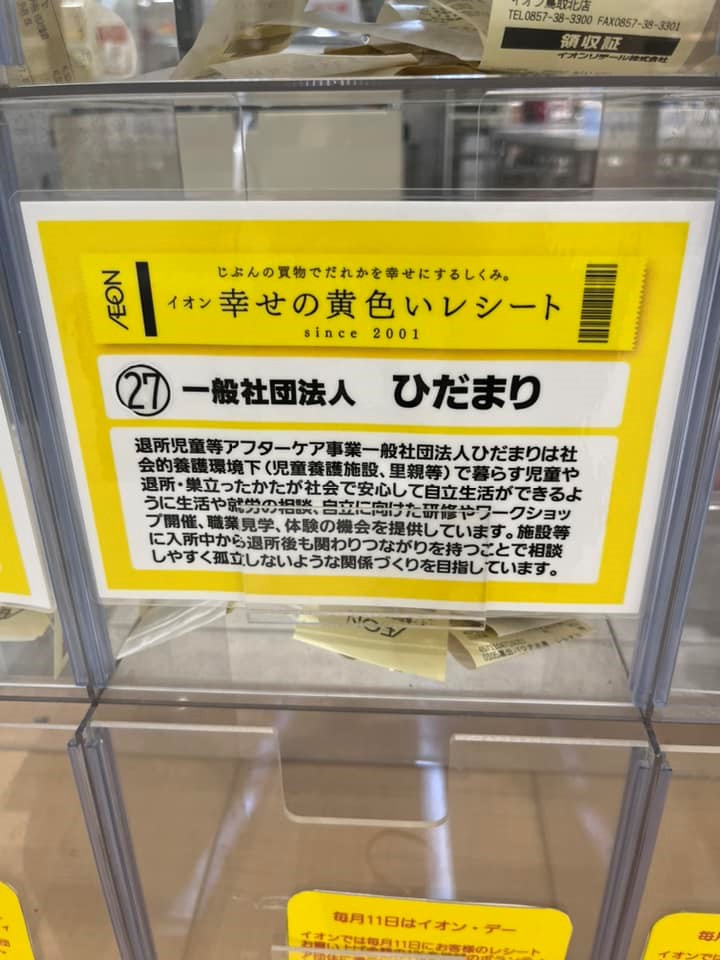 イオン鳥取北店
TEL0857-38-3300 FAX0857-38-3301
領収証
イオンリテール株式会社
ÆON
じぶんの買物でだれかを幸せにするしくみ。
イオン 幸せの黄色いレシート
since 2001
㉗ 一般社団法人 ひだまり
退所児童等アフターケア事業一般社団法人ひだまりは社
会的養護環境下(児童養護施設、里親等)で暮らす児童や
退所・巣立ったかたが社会で安心して自立生活ができるよ
うに生活や就労の相談、自立に向けた研修やワークショッ
プ開催、職業見学、体験の機会を提供しています。施設等
に入所中から退所後も関わりつながりを持つことで相談
しやすく孤立しないような関係づくりを目指しています。
ÆON
毎月11日はイオン・デー
イオンでは毎月11日にお客様のレシート
毎月
イオンでは